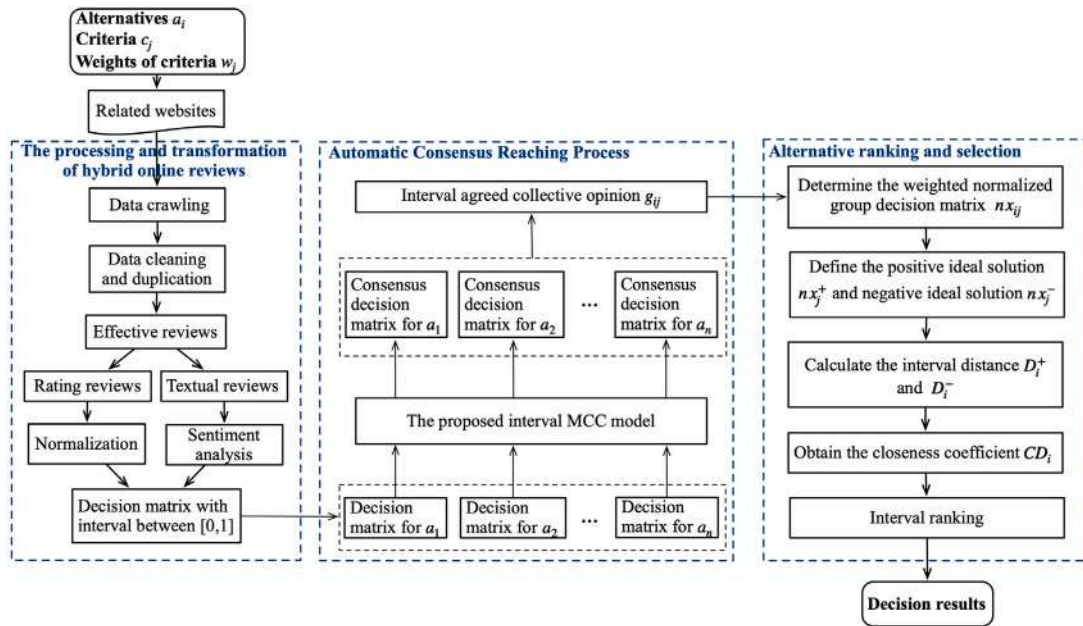 Alternatives a_i
Criteria c_j
Weights of criteria w_j
Related websites
The processing and transformation
of hybrid online reviews
Data crawling
Data cleaning
and duplication
Effective reviews
Rating reviews
Textual reviews
Normalization
Sentiment
analysis
Decision matrix with
interval between [0,1]
Automatic Consensus Reaching Process
Interval agreed collective opinion g_ij
Consensus
decision
matrix for a_1
Consensus
decision
matrix for a_2
...
Consensus
decision
matrix for a_n
The proposed interval MCC model
Decision
matrix for a_1
Decision
matrix for a_2
...
Decision
matrix for a_n
Alternative ranking and selection
Determine the weighted normalized
group decision matrix nx_ij
Define the positive ideal solution
nx_j^+ and negative ideal solution nx_j^-
Calculate the interval distance D_i^+
and D_i^-
Obtain the closeness coefficient CD_i
Interval ranking
Decision results